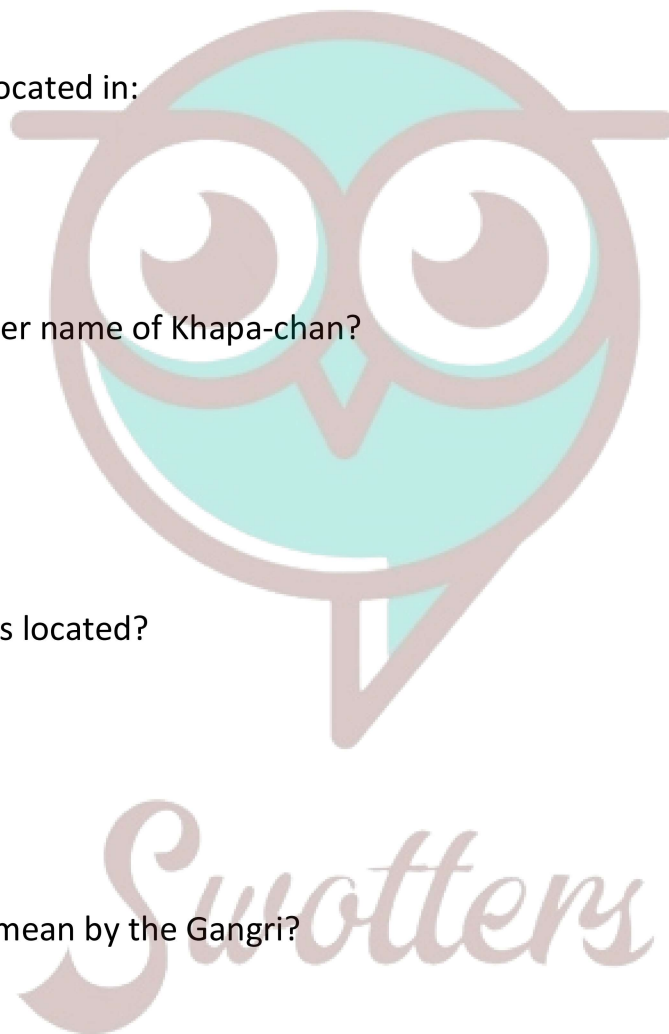 ocated in:
er name of Khapa-chan?
s located?
mean by the Gangri?
Swotters